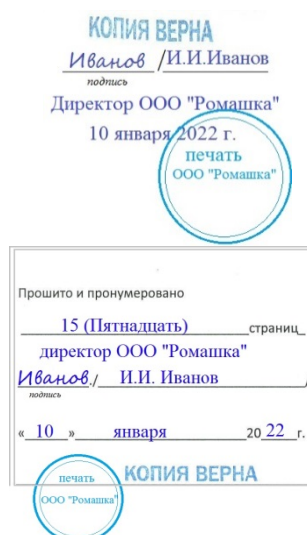 КОПИЯ ВЕРНА
Иванов /И.И.Иванов
подпись
Директор ООО "Ромашка"
10 января 2022 г.
печать
ООО "Ромашка"
Прошито и пронумеровано
15 (Пятнадцать) страниц
директор ООО "Ромашка"
Иванов / И.И. Иванов /
подпись
« 10 » января 20 22 г.
печать
ООО "Ромашка"
КОПИЯ ВЕРНА